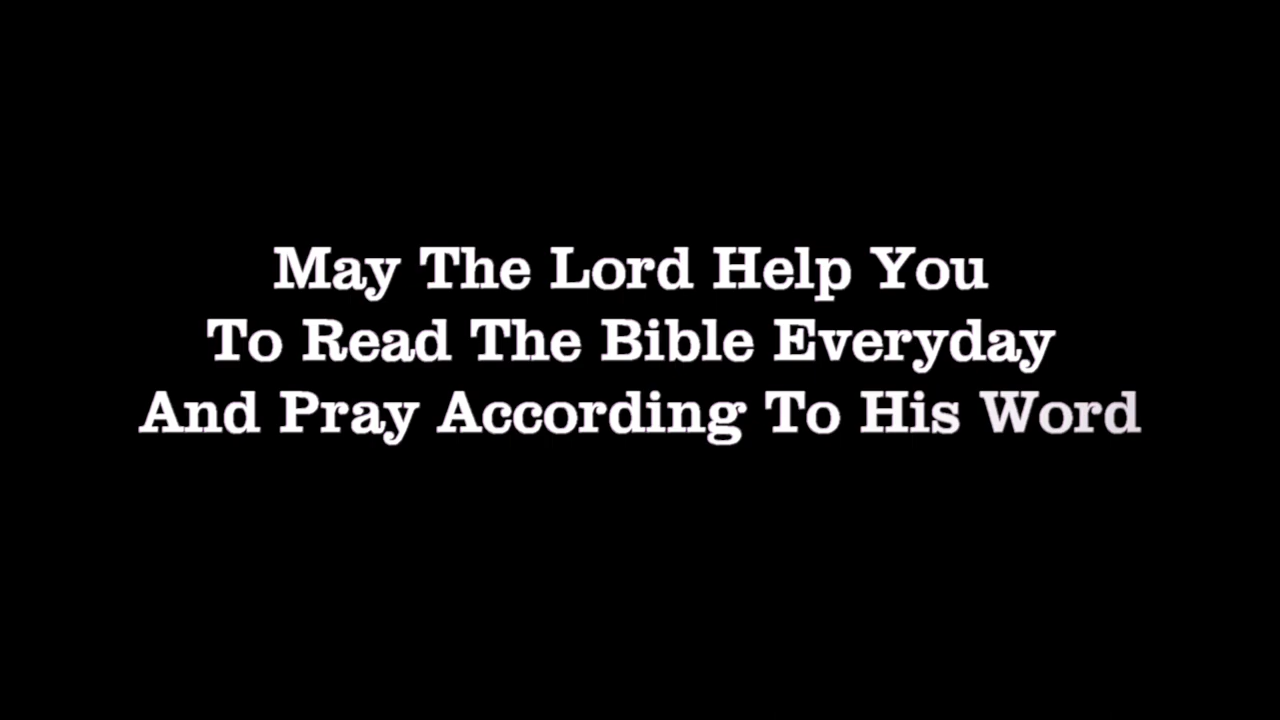 May The Lord Help You
To Read The Bible Everyday
And Pray According To His Word